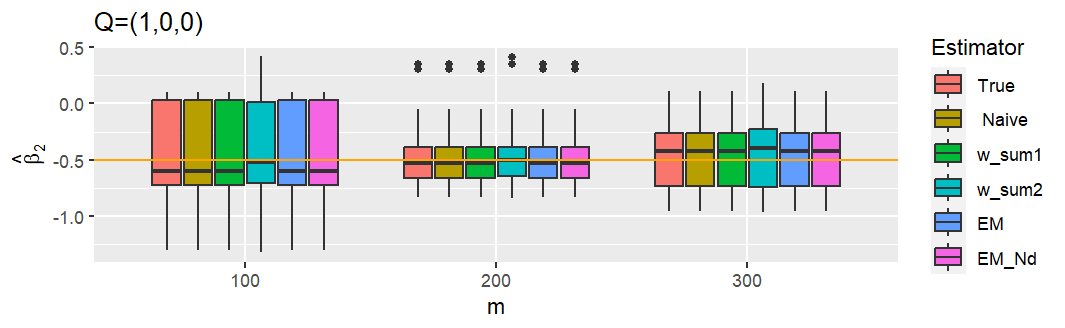 Q=(1,0,0)
0.5
0.0
-0.5
-1.0
β̂₂
100
200
300
m
Estimator
True
Naive
w_sum1
w_sum2
EM
EM_Nd